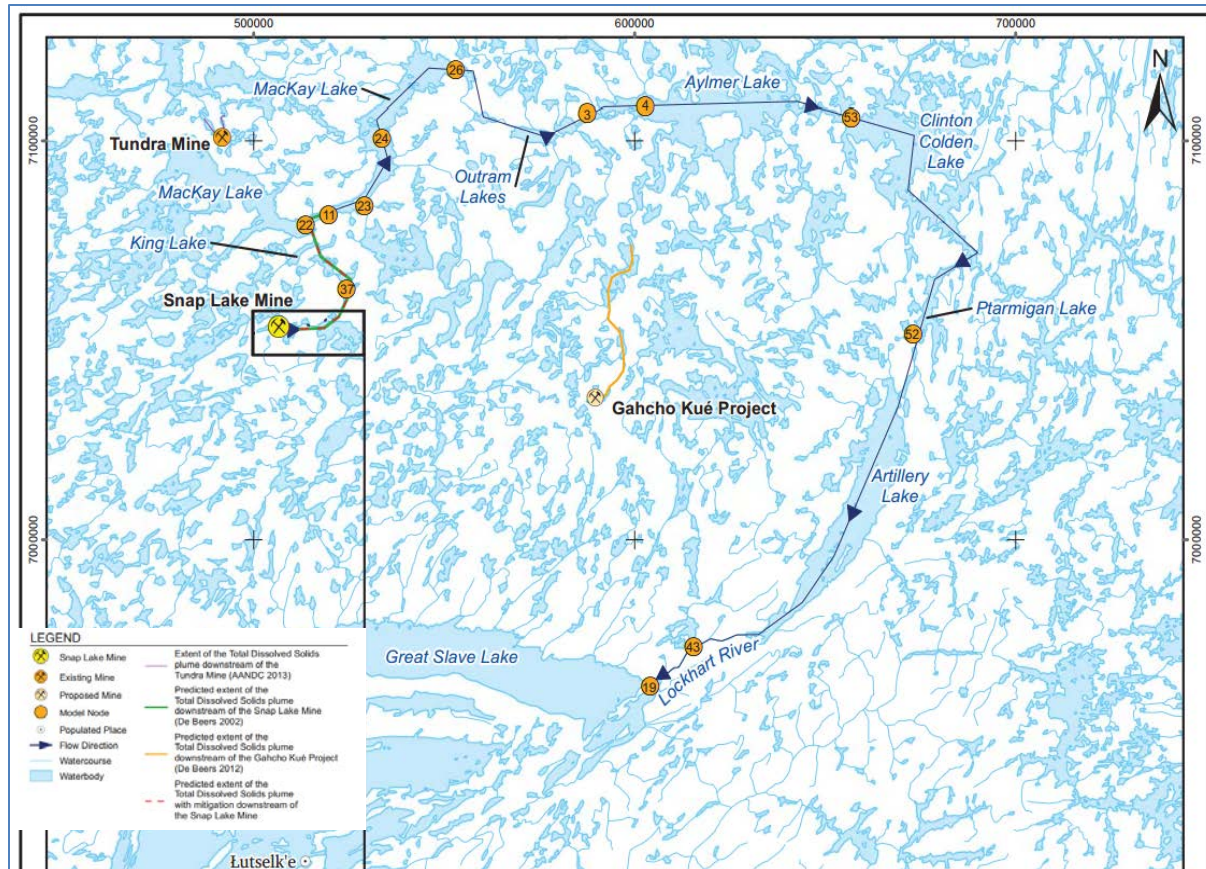 500000
600000
700000
N
MacKay Lake
26
Aylmer Lake
3
4
53
Clinton
Colden
Lake
7100000
7100000
Tundra Mine
24
Outram
Lakes
MacKay Lake
22
11
23
King Lake
37
Snap Lake Mine
Ptarmigan Lake
52
Gahcho Kué Project
Artillery
Lake
7000000
7000000
Great Slave Lake
43
19
Lockhart River
LEGEND
Snap Lake Mine
Existing Mine
Proposed Mine
Model Node
Populated Place
Flow Direction
Watercourse
Waterbody
Extent of the Total Dissolved Solids
plume downstream of the
Tundra Mine (AANDC 2013)
Predicted extent of the
Total Dissolved Solids plume
downstream of the Snap Lake Mine
(De Beers 2002)
Predicted extent of the
Total Dissolved Solids plume
downstream of the Gahcho Kué Project
(De Beers 2012)
Predicted extent of the
Total Dissolved Solids plume
with mitigation downstream of
the Snap Lake Mine
Łutselk'e